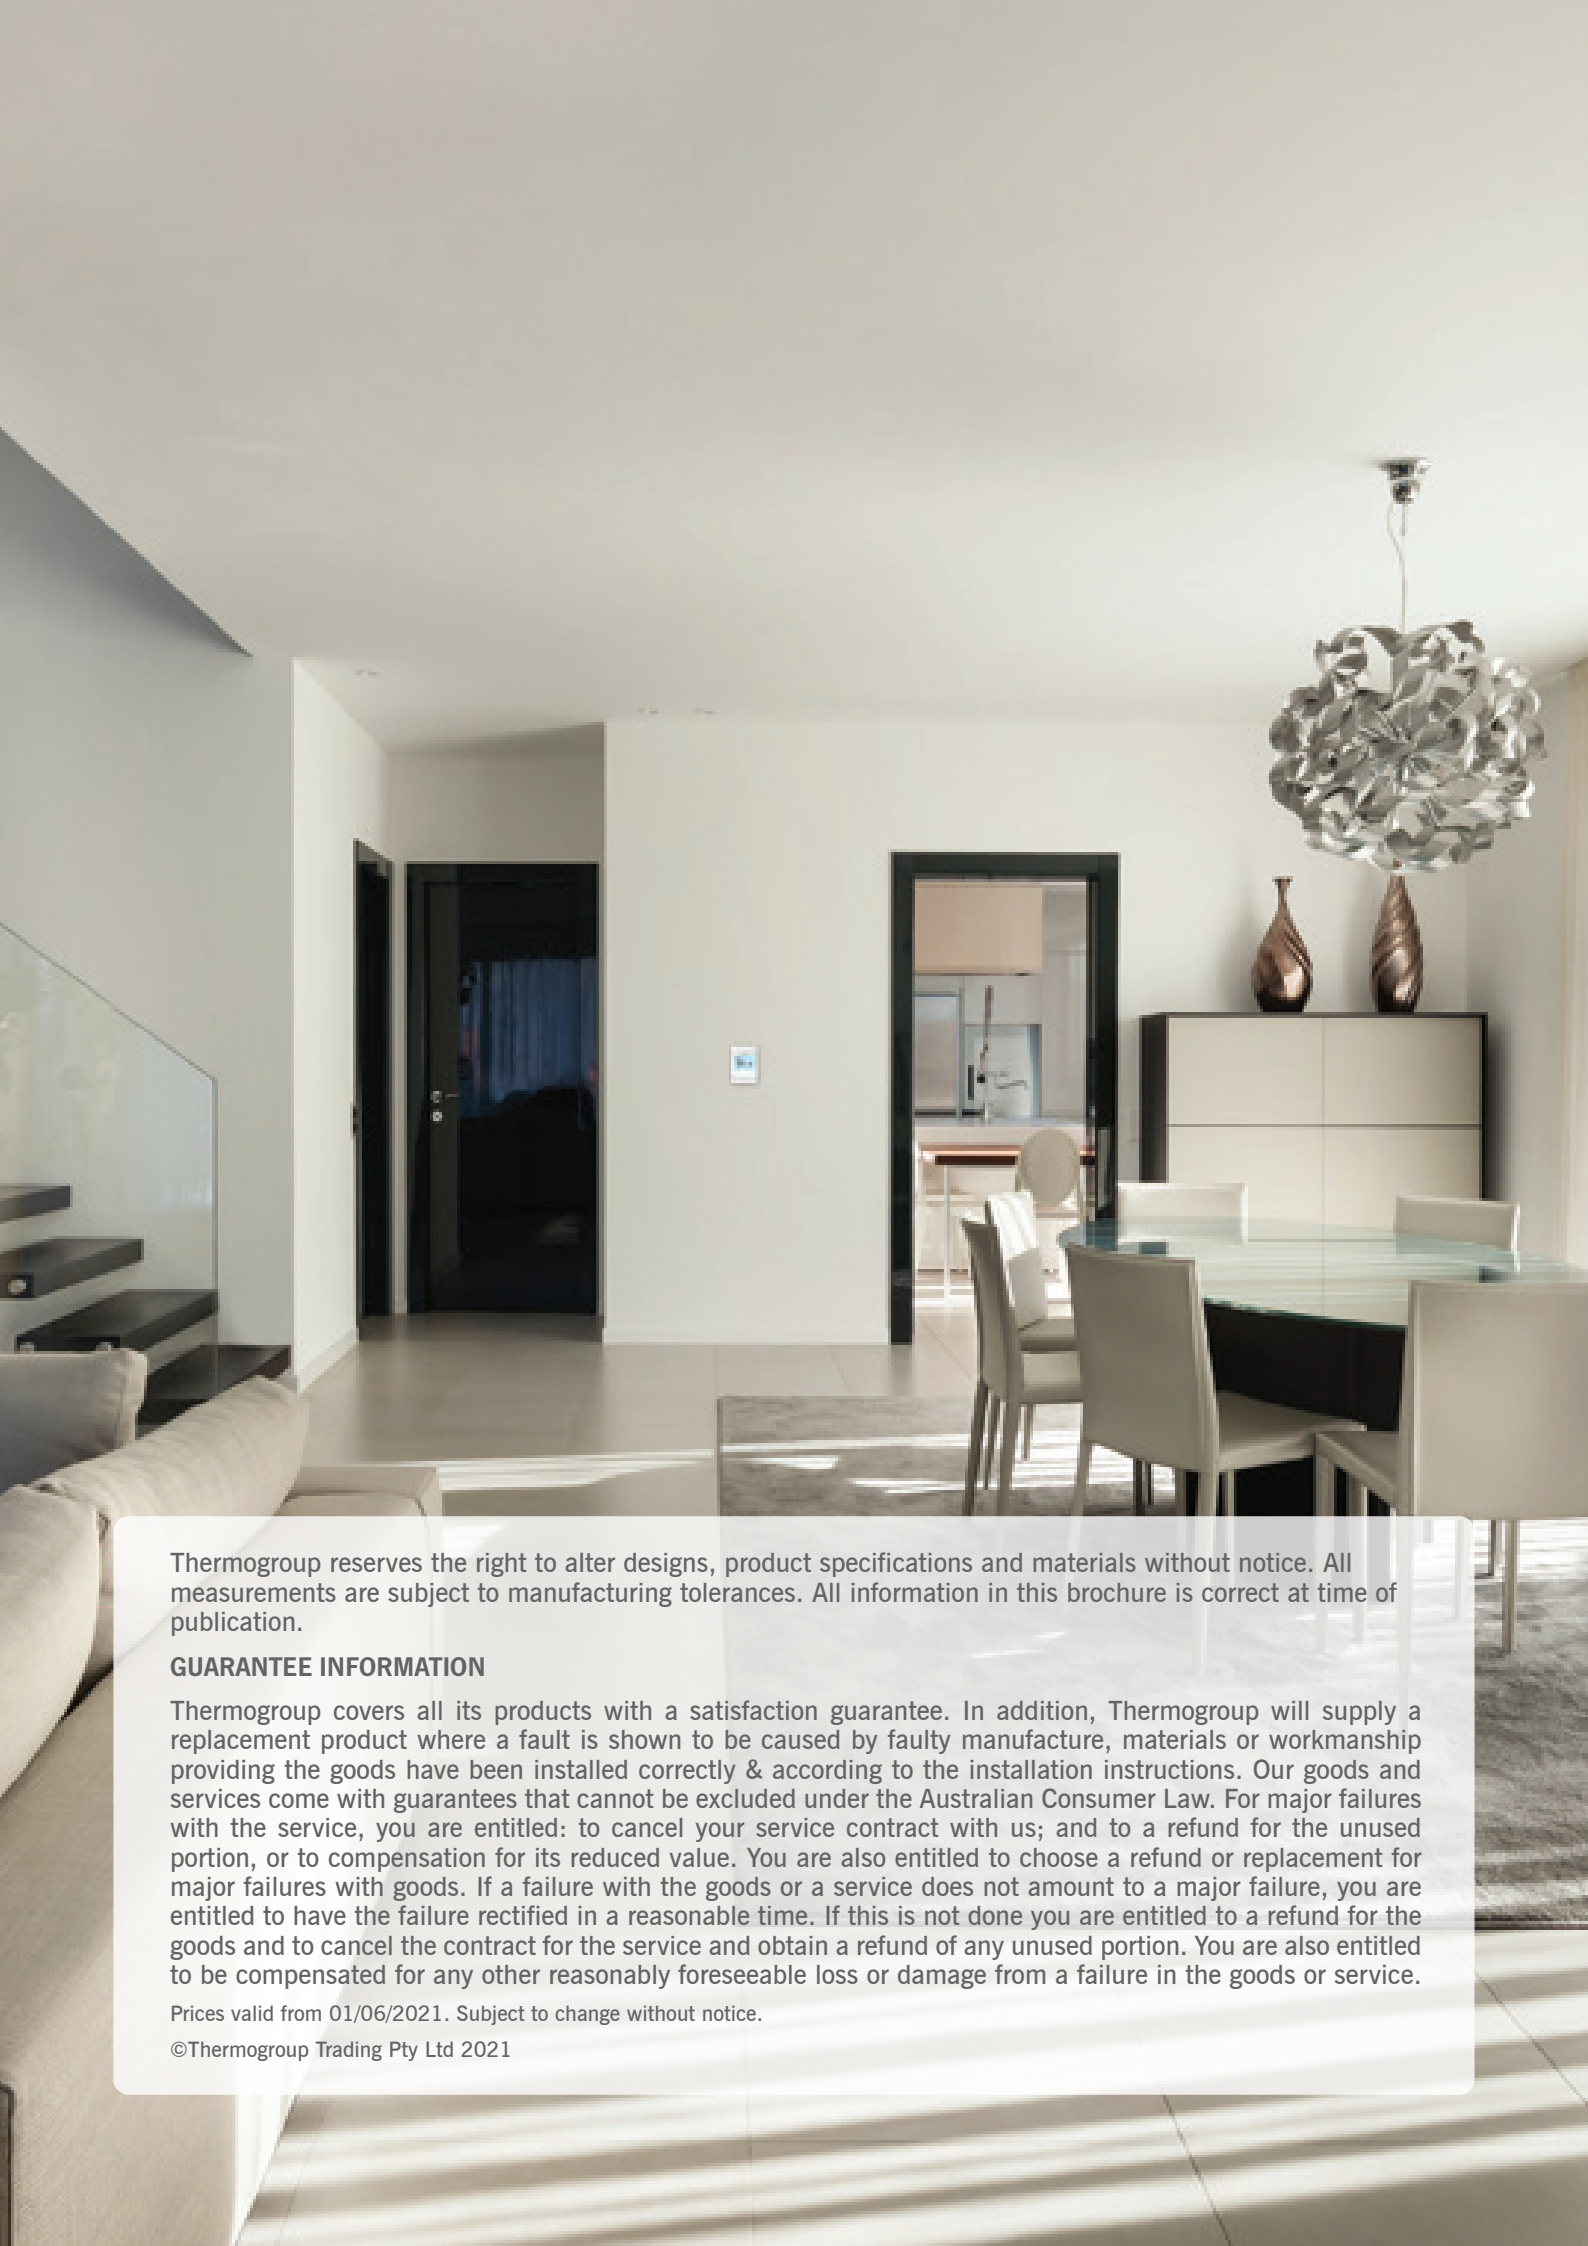 Thermogroup reserves the right to alter designs, product specifications and materials without notice. All
measurements are subject to manufacturing tolerances. All information in this brochure is correct at time of
publication.
GUARANTEE INFORMATION
Thermogroup covers all its products with a satisfaction guarantee. In addition, Thermogroup will supply a
replacement product where a fault is shown to be caused by faulty manufacture, materials or workmanship
providing the goods have been installed correctly & according to the installation instructions. Our goods and
services come with guarantees that cannot be excluded under the Australian Consumer Law. For major failures
with the service, you are entitled: to cancel your service contract with us; and to a refund for the unused
portion, or to compensation for its reduced value. You are also entitled to choose a refund or replacement for
major failures with goods. If a failure with the goods or a service does not amount to a major failure, you are
entitled to have the failure rectified in a reasonable time. If this is not done you are entitled to a refund for the
goods and to cancel the contract for the service and obtain a refund of any unused portion. You are also entitled
to be compensated for any other reasonably foreseeable loss or damage from a failure in the goods or service.
Prices valid from 01/06/2021. Subject to change without notice.
©Thermogroup Trading Pty Ltd 2021